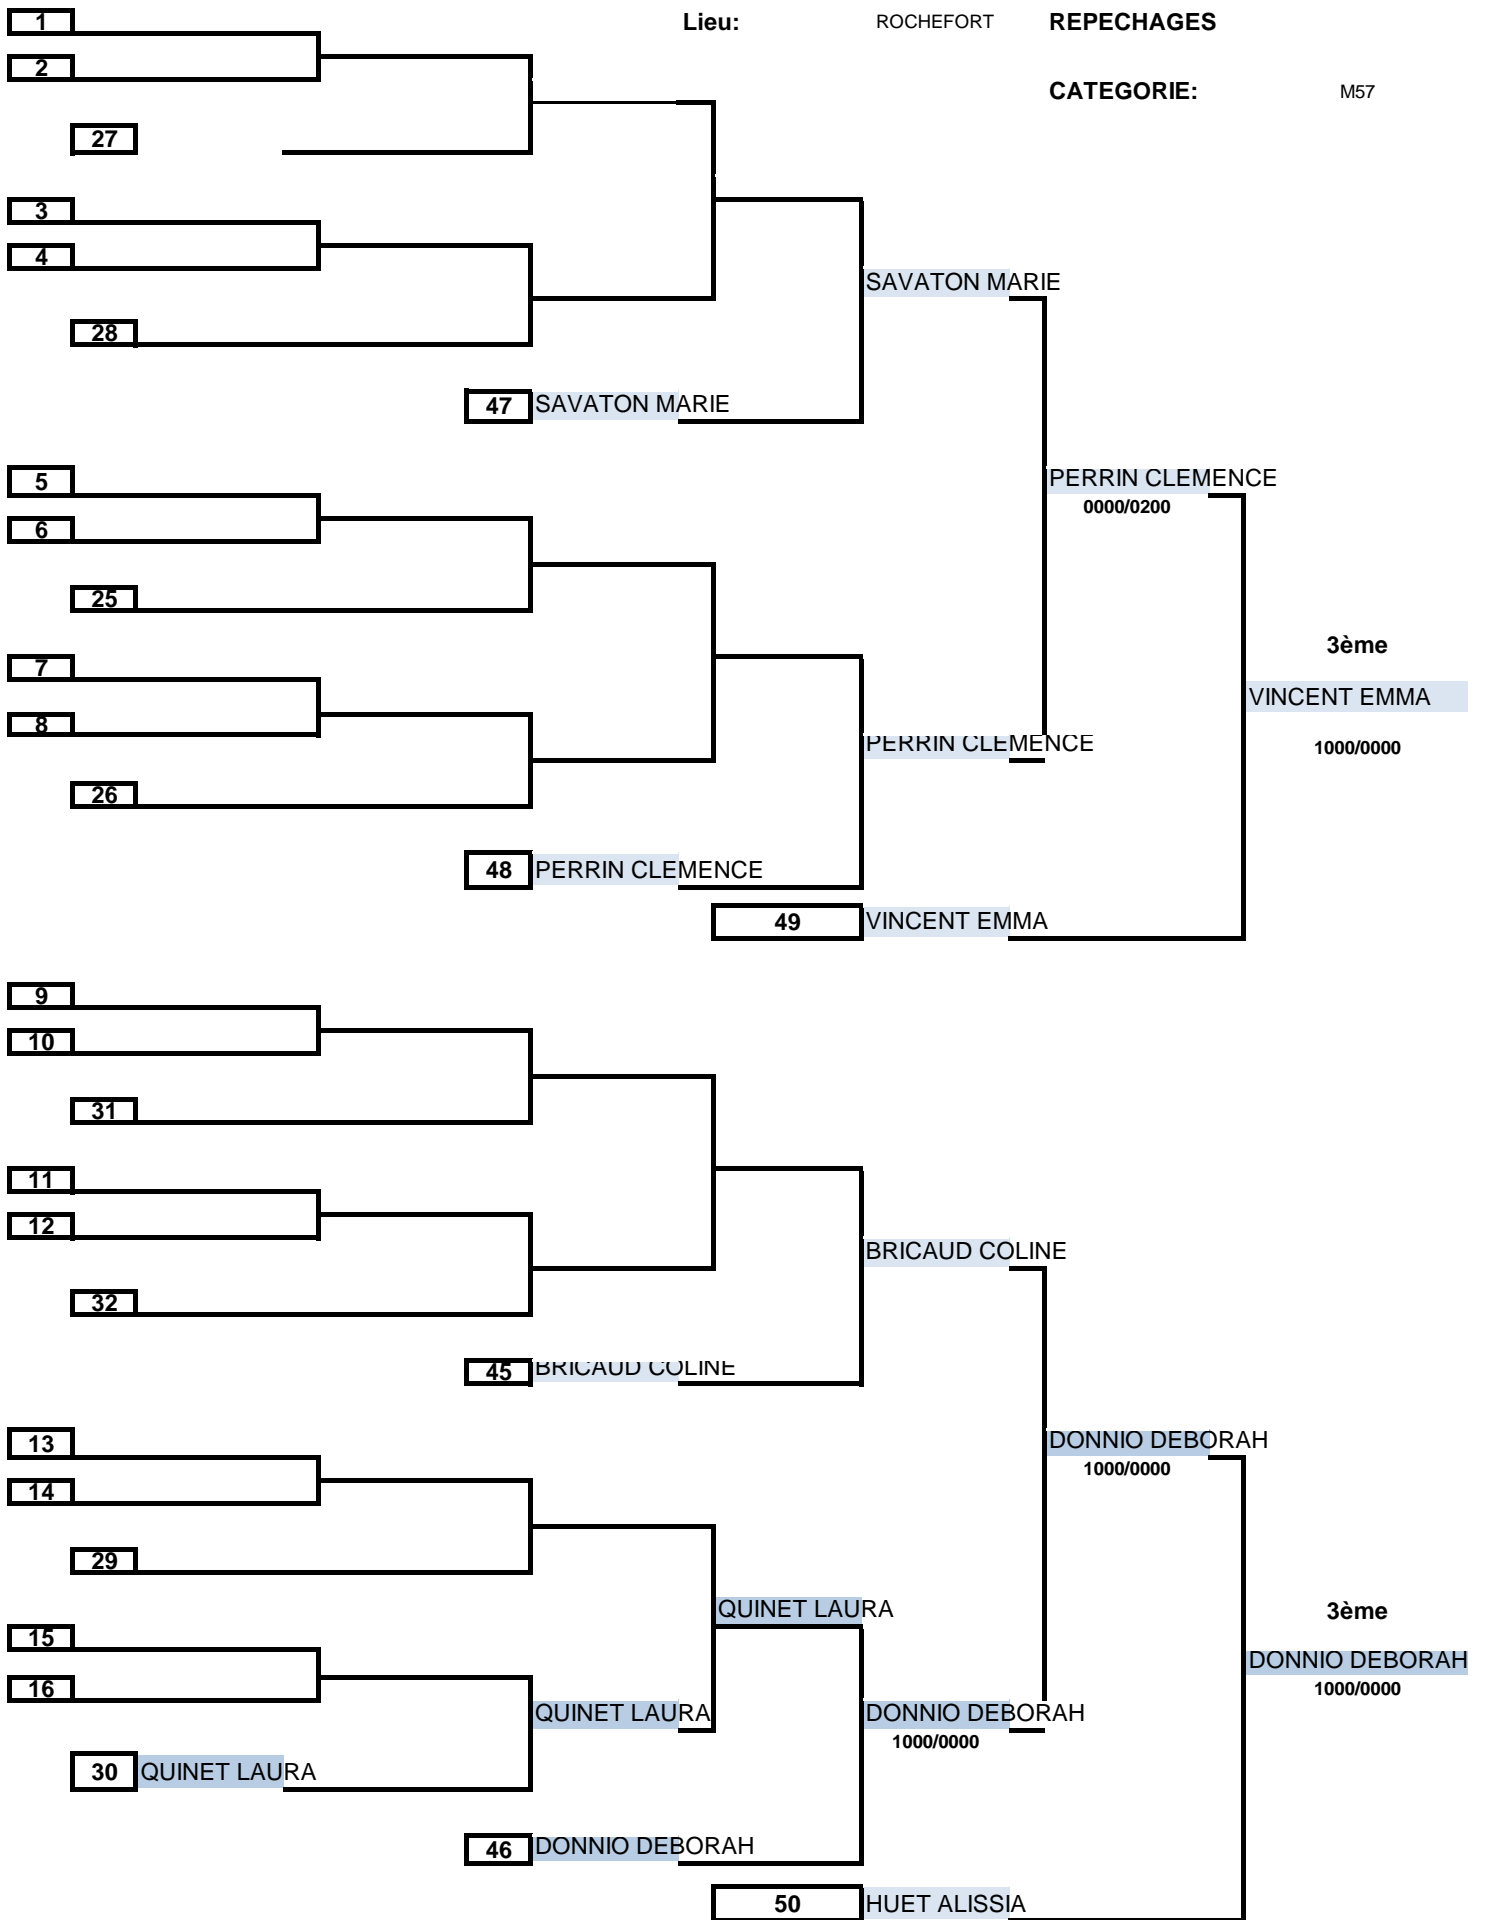 1
Lieu: ROCHEFORT REPECHAGES
2
CATEGORIE: M57
27
3
4
SAVATON MARIE
28
47 SAVATON MARIE
5
PERRIN CLEMENCE
0000/0200
6
25
3ème
7
VINCENT EMMA
8
PERRIN CLEMENCE
1000/0000
26
48 PERRIN CLEMENCE
49 VINCENT EMMA
9
10
31
11
12
BRICAUD COLINE
32
45 BRICAUD COLINE
13
DONNIO DEBORAH
1000/0000
14
29
QUINET LAURA
3ème
15
DONNIO DEBORAH
16
1000/0000
QUINET LAURA
DONNIO DEBORAH
1000/0000
30 QUINET LAURA
46 DONNIO DEBORAH
50 HUET ALISSIA